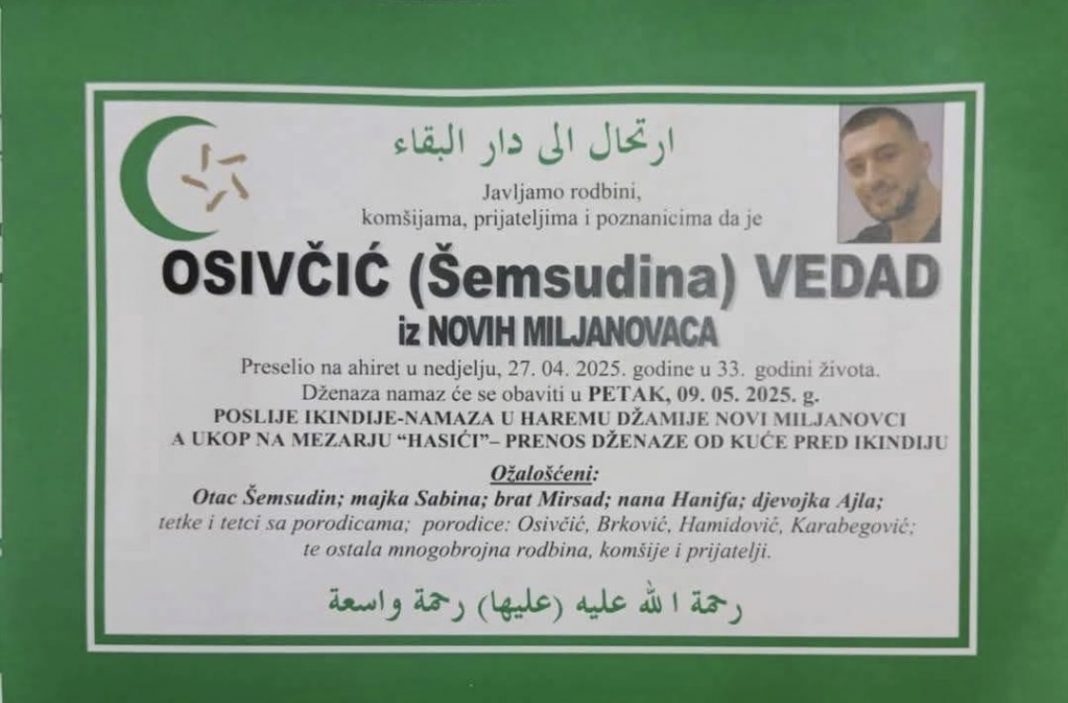 ارتحال الى دار البقاء
Javljamo rodbini,
komšijama, prijateljima i poznanicima da je
OSIVČIĆ (Šemsudina) VEDAD
iz NOVIH MILJANOVACA
Preselio na ahiret u nedjelju, 27. 04. 2025. godine u 33. godini života.
Dženaza namaz će se obaviti u PETAK, 09. 05. 2025. g.
POSLIJE IKINDIJE-NAMAZA U HAREMU DŽAMIJE NOVI MILJANOVCI
A UKOP NA MEZARJU “HASIĆI”– PRENOS DŽENAZE OD KUĆE PRED IKINDIJU
Ožalošćeni:
Otac Šemsudin; majka Sabina; brat Mirsad; nana Hanifa; djevojka Ajla;
tetke i tetci sa porodicama; porodice: Osivčić, Brković, Hamidović, Karabegović;
te ostala mnogobrojna rodbina, komšije i prijatelji.
رحمة الله عليه (عليها) رحمة واسعة